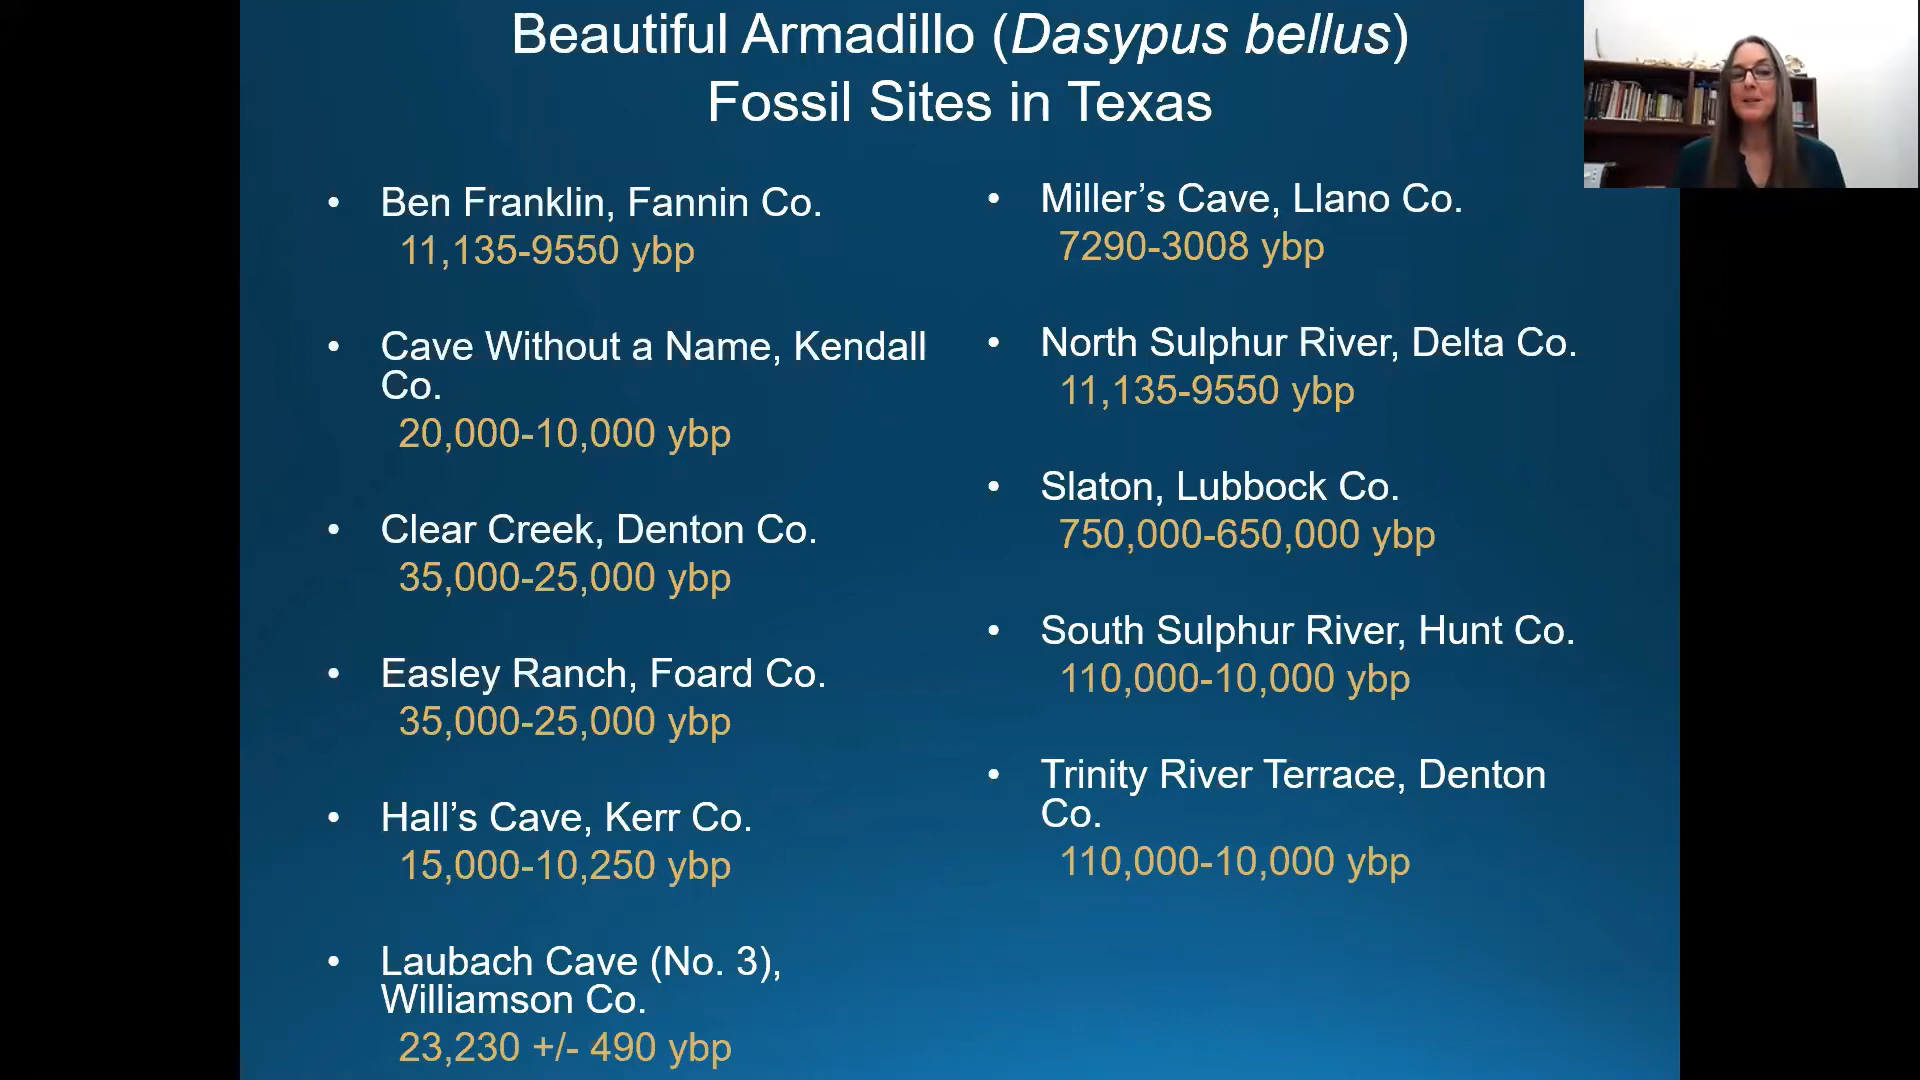 Beautiful Armadillo (Dasypus bellus)
Fossil Sites in Texas
• Ben Franklin, Fannin Co.
11,135-9550 ybp
• Cave Without a Name, Kendall
Co.
20,000-10,000 ybp
• Clear Creek, Denton Co.
35,000-25,000 ybp
• Easley Ranch, Foard Co.
35,000-25,000 ybp
• Hall’s Cave, Kerr Co.
15,000-10,250 ybp
• Laubach Cave (No. 3),
Williamson Co.
23,230 +/- 490 ybp
• Miller’s Cave, Llano Co.
7290-3008 ybp
• North Sulphur River, Delta Co.
11,135-9550 ybp
• Slaton, Lubbock Co.
750,000-650,000 ybp
• South Sulphur River, Hunt Co.
110,000-10,000 ybp
• Trinity River Terrace, Denton
Co.
110,000-10,000 ybp